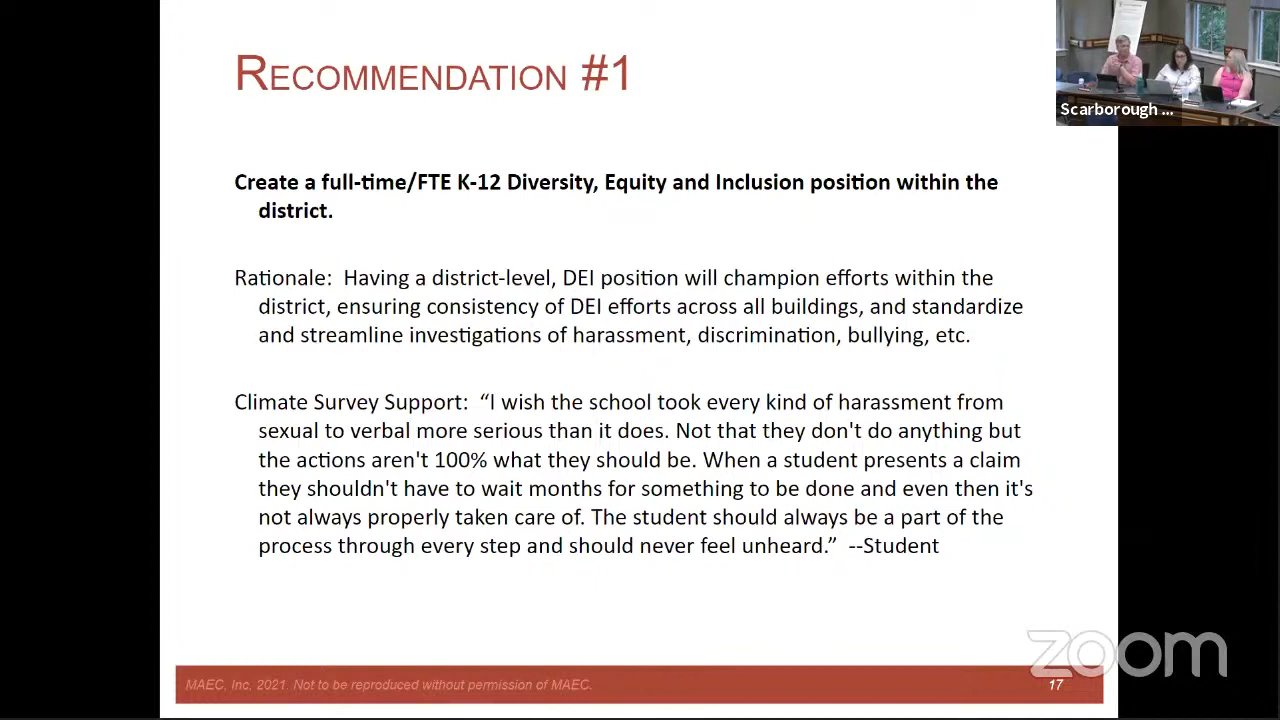 RECOMMENDATION #1
Scarborough ...
Create a full-time/FTE K-12 Diversity, Equity and Inclusion position within the
district.
Rationale:  Having a district-level, DEI position will champion efforts within the
district, ensuring consistency of DEI efforts across all buildings, and standardize
and streamline investigations of harassment, discrimination, bullying, etc.
Climate Survey Support:  “I wish the school took every kind of harassment from
sexual to verbal more serious than it does. Not that they don't do anything but
the actions aren't 100% what they should be. When a student presents a claim
they shouldn't have to wait months for something to be done and even then it's
not always properly taken care of. The student should always be a part of the
process through every step and should never feel unheard.”  --Student
zoom
MAEC, Inc, 2021. Not to be reproduced without permission of MAEC.
17